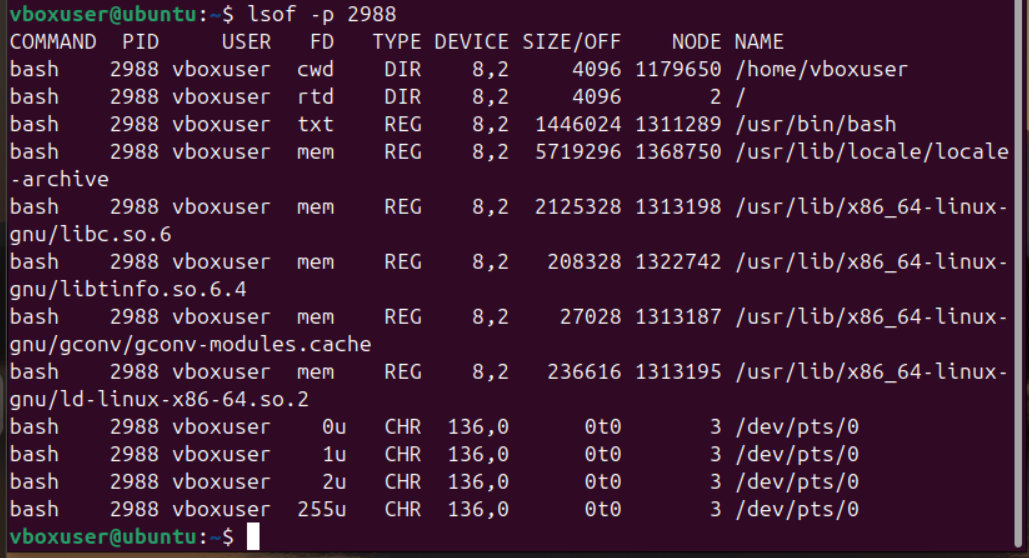 vboxuser@ubuntu:~$ lsof -p 2988
COMMAND  PID     USER   FD   TYPE DEVICE SIZE/OFF    NODE NAME
bash    2988 vboxuser  cwd    DIR    8,2     4096 1179650 /home/vboxuser
bash    2988 vboxuser  rtd    DIR    8,2     4096       2 /
bash    2988 vboxuser  txt    REG    8,2  1446024 1311289 /usr/bin/bash
bash    2988 vboxuser  mem    REG    8,2  5719296 1368750 /usr/lib/locale/locale
-archive
bash    2988 vboxuser  mem    REG    8,2  2125328 1313198 /usr/lib/x86_64-linux-
gnu/libc.so.6
bash    2988 vboxuser  mem    REG    8,2   208328 1322742 /usr/lib/x86_64-linux-
gnu/libtinfo.so.6.4
bash    2988 vboxuser  mem    REG    8,2    27028 1313187 /usr/lib/x86_64-linux-
gnu/gconv/gconv-modules.cache
bash    2988 vboxuser  mem    REG    8,2   236616 1313195 /usr/lib/x86_64-linux-
gnu/ld-linux-x86-64.so.2
bash    2988 vboxuser    0u   CHR  136,0      0t0       3 /dev/pts/0
bash    2988 vboxuser    1u   CHR  136,0      0t0       3 /dev/pts/0
bash    2988 vboxuser    2u   CHR  136,0      0t0       3 /dev/pts/0
bash    2988 vboxuser  255u   CHR  136,0      0t0       3 /dev/pts/0
vboxuser@ubuntu:~$